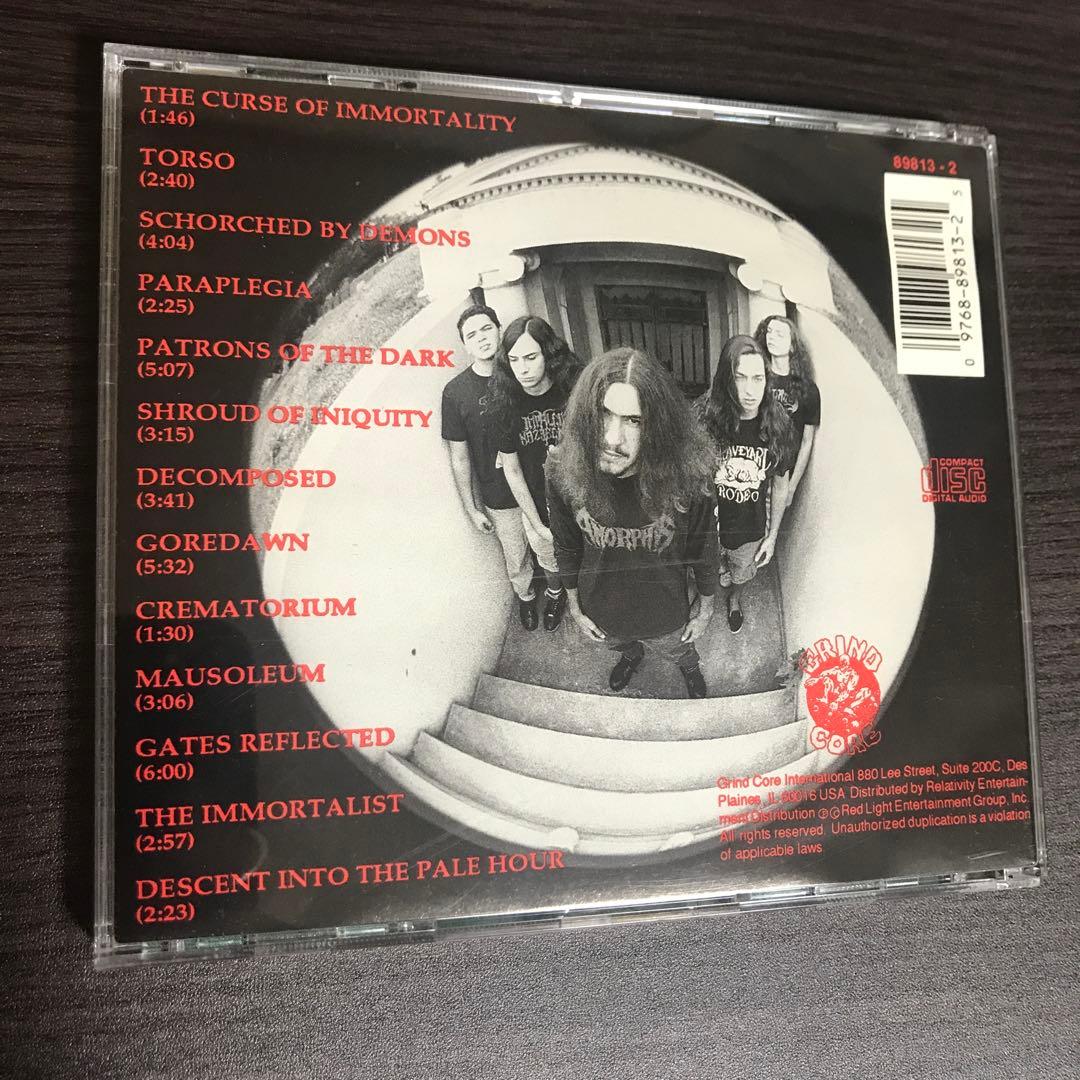 THE CURSE OF IMMORTALITY
(1:46)
TORSO
(2:40)
SCHORCHED BY DEMONS
(4:04)
PARAPLEGIA
(2:25)
PATRONS OF THE DARK
(5:07)
SHROUD OF INIQUITY
(3:15)
DECOMPOSED
(3:41)
GOREDAWN
(5:32)
CREMATORIUM
(1:30)
MAUSOLEUM
(3:06)
GATES REFLECTED
(6:00)
THE IMMORTALIST
(2:57)
DESCENT INTO THE PALE HOUR
(2:23)
89813-2
0 9768-89813-2 5
COMPACT
disc
DIGITAL AUDIO
AMORPHIS
RODEO
GRIND
CORE
Grind Core International 880 Lee Street, Suite 200C, Des
Plaines, IL 60016 USA Distributed by Relativity Entertain-
ment Distribution ℗©Red Light Entertainment Group, Inc.
All rights reserved. Unauthorized duplication is a violation
of applicable laws